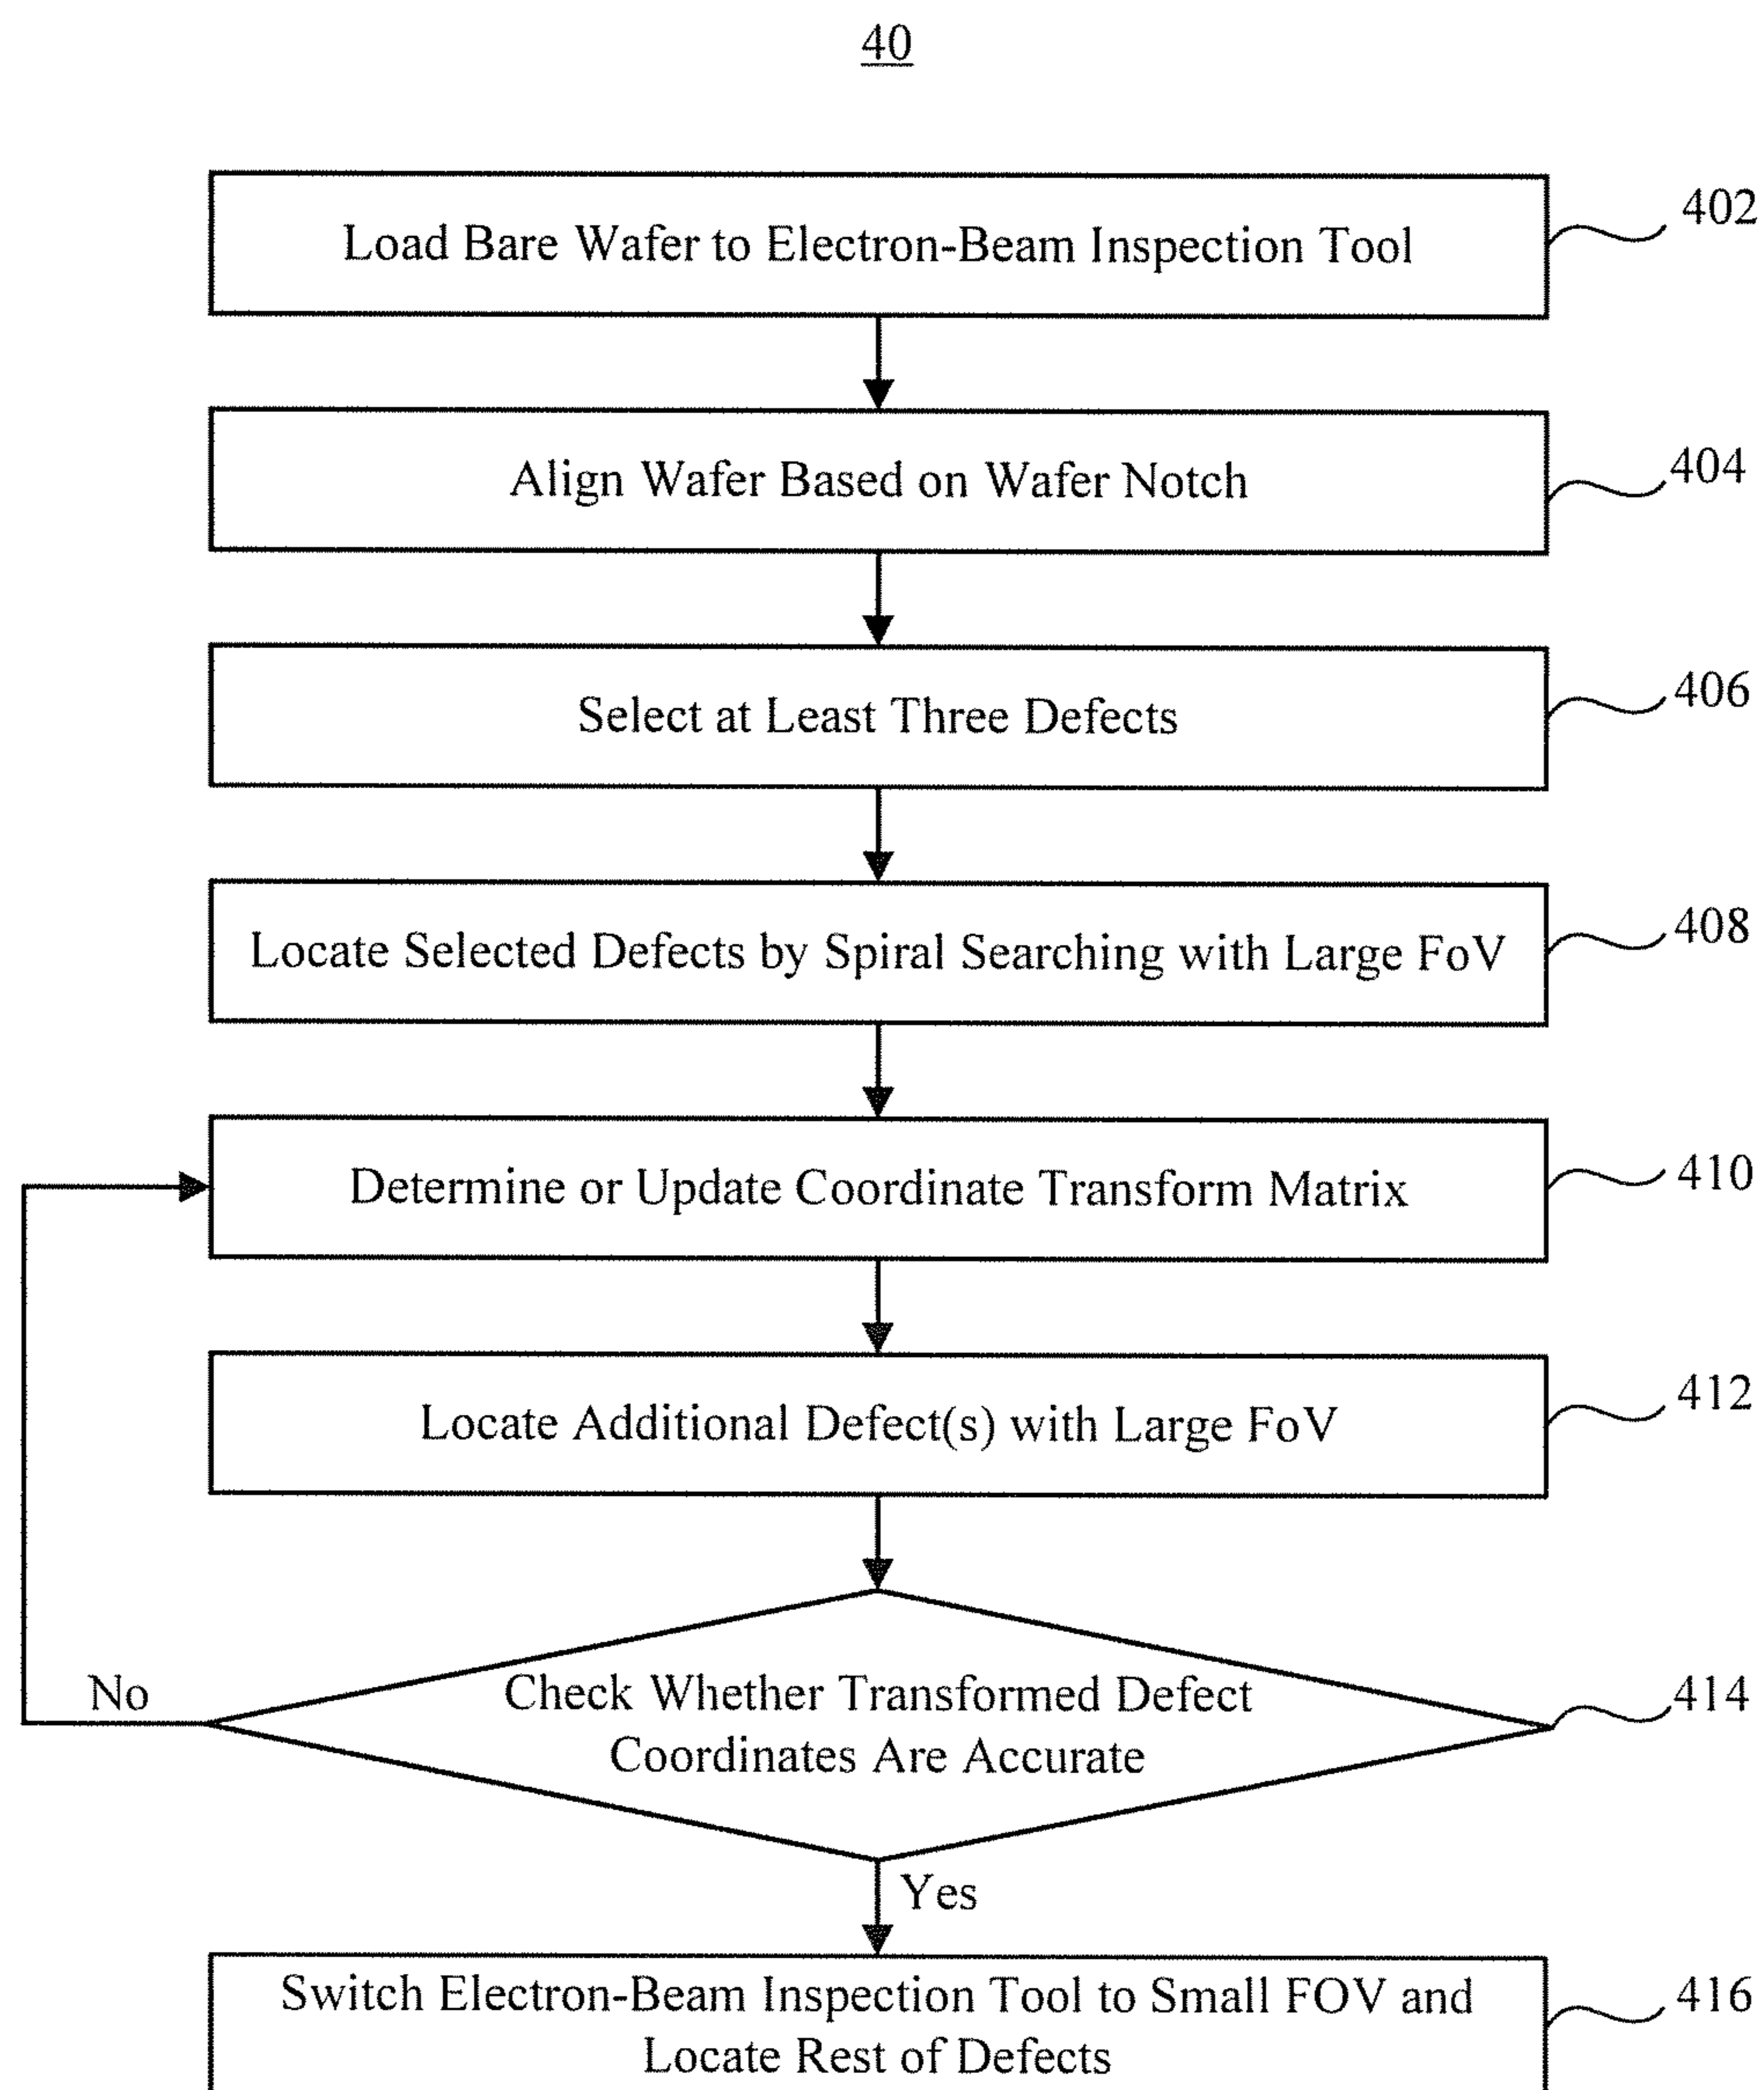 40
Load Bare Wafer to Electron-Beam Inspection Tool
402
Align Wafer Based on Wafer Notch
404
Select at Least Three Defects
406
Locate Selected Defects by Spiral Searching with Large FoV
408
Determine or Update Coordinate Transform Matrix
410
Locate Additional Defect(s) with Large FoV
412
No
Check Whether Transformed Defect
Coordinates Are Accurate
414
Yes
Switch Electron-Beam Inspection Tool to Small FOV and
Locate Rest of Defects
416